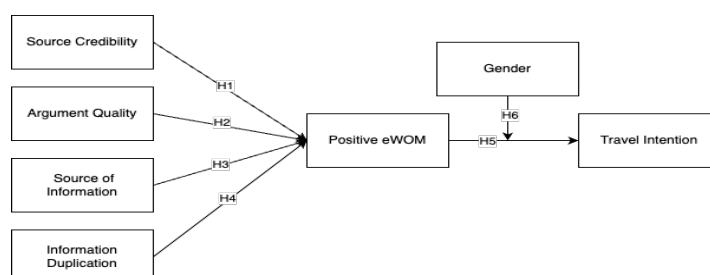 Source Credibility
Gender
H1
Argument Quality
H2
H6
Positive eWOM
H5
Travel Intention
H3
Source of
Information
H4
Information
Duplication